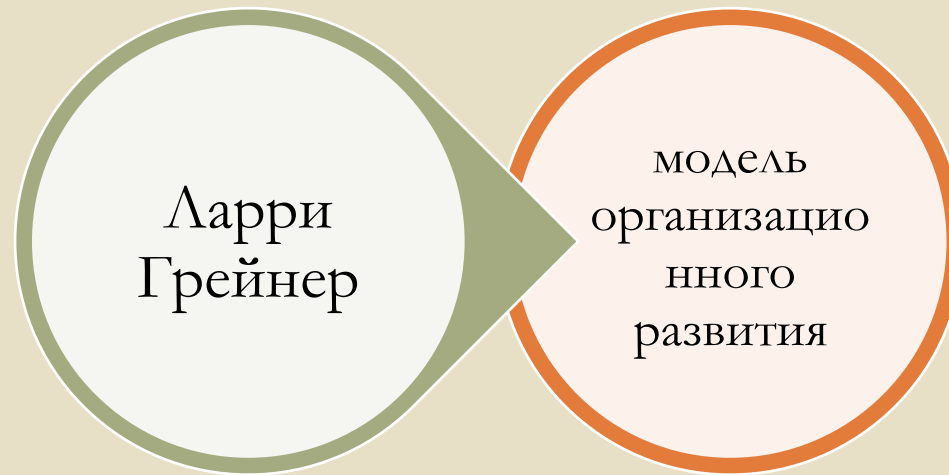 Ларри
Грейнер
модель
организацио
нного
развития